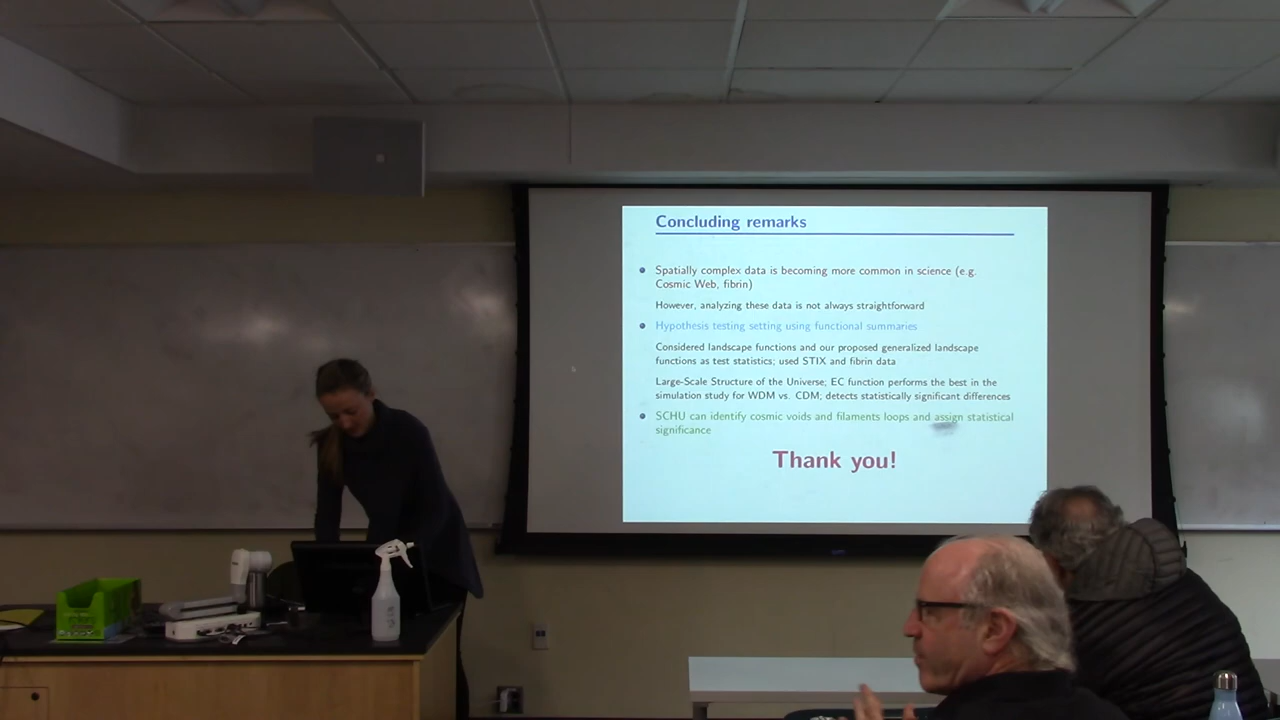 Concluding remarks
Spatially complex data is becoming more common in science (e.g.
Cosmic Web, fibrin)
However, analyzing these data is not always straightforward
Hypothesis testing setting using functional summaries
Considered landscape functions and our proposed generalized landscape
functions as test statistics; used STIX and fibrin data
Large-Scale Structure of the Universe; EC function performs the best in the
simulation study for WDM vs. CDM; detects statistically significant differences
SCHU can identify cosmic voids and filaments loops and assign statistical
significance
Thank you!